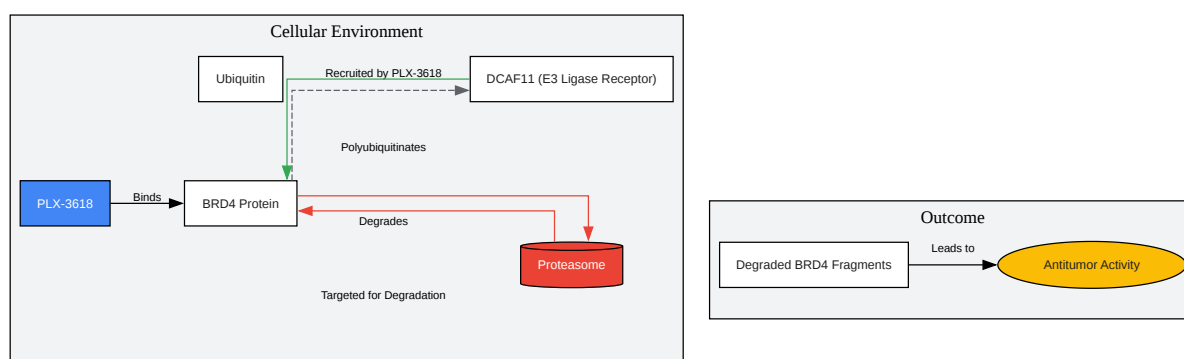 Cellular Environment
Ubiquitin
Recruited by PLX-3618
DCAF11 (E3 Ligase Receptor)
Polyubiquitinates
PLX-3618
Binds
BRD4 Protein
Degrades
Proteasome
Targeted for Degradation
Outcome
Degraded BRD4 Fragments
Leads to
Antitumor Activity